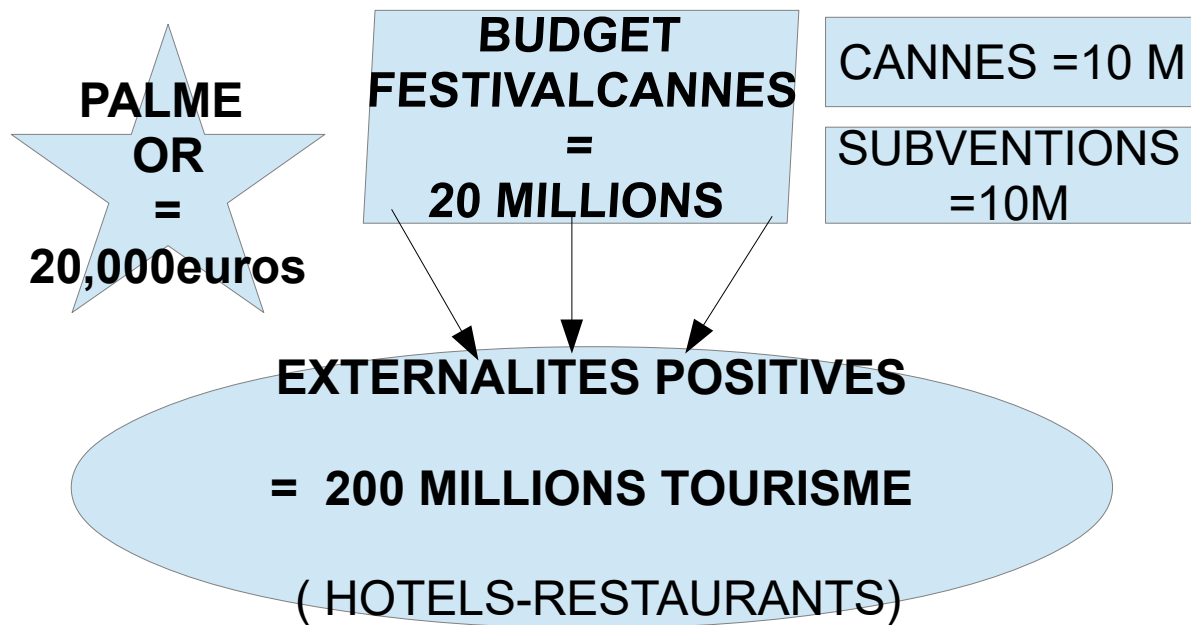 PALME
OR
=
20,000euros
BUDGET
FESTIVALCANNES
=
20 MILLIONS
CANNES =10 M
SUBVENTIONS
=10M
EXTERNALITES POSITIVES
= 200 MILLIONS TOURISME
( HOTELS-RESTAURANTS)